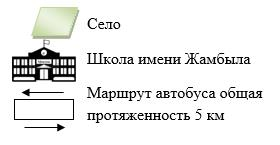 Село
Школа имени Жамбыла
Маршрут автобуса общая
протяженность 5 км